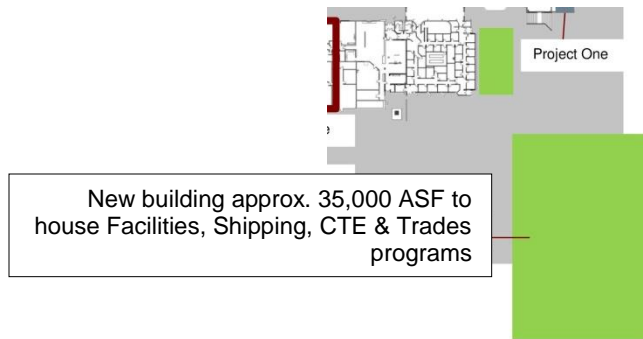 Project One
New building approx. 35,000 ASF to
house Facilities, Shipping, CTE & Trades
programs